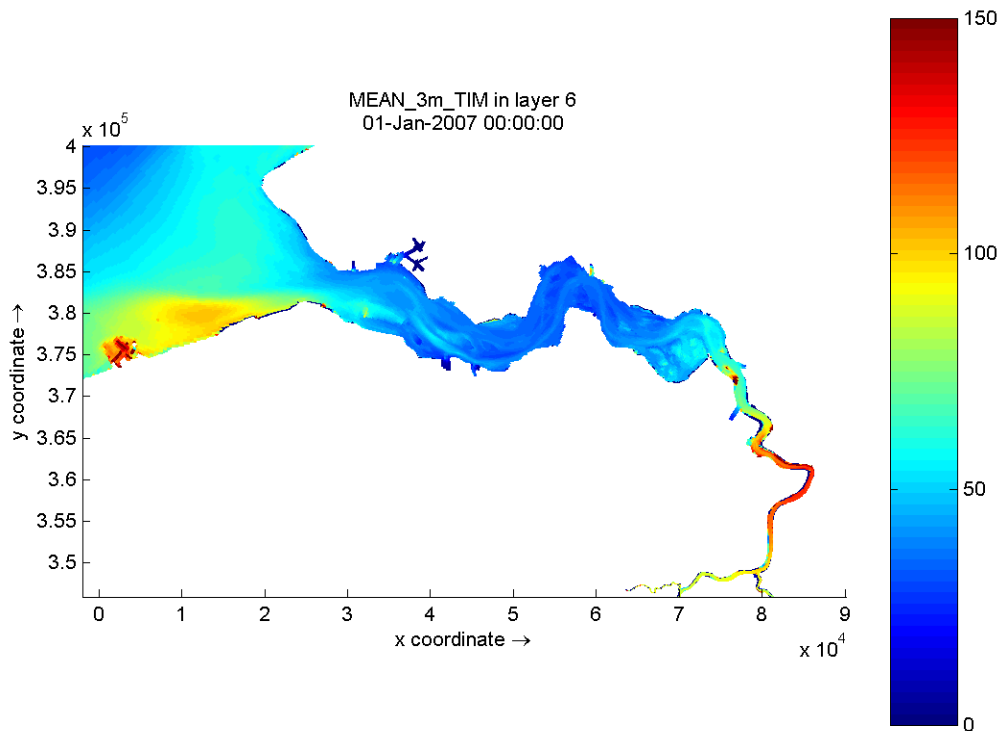 MEAN_3m_TIM in layer 6
01-Jan-2007 00:00:00
x 10^5
4
3.95
3.9
3.85
3.8
3.75
3.7
3.65
3.6
3.55
3.5
y coordinate →
0 1 2 3 4 5 6 7 8 9
x coordinate →
x 10^4
150
100
50
0